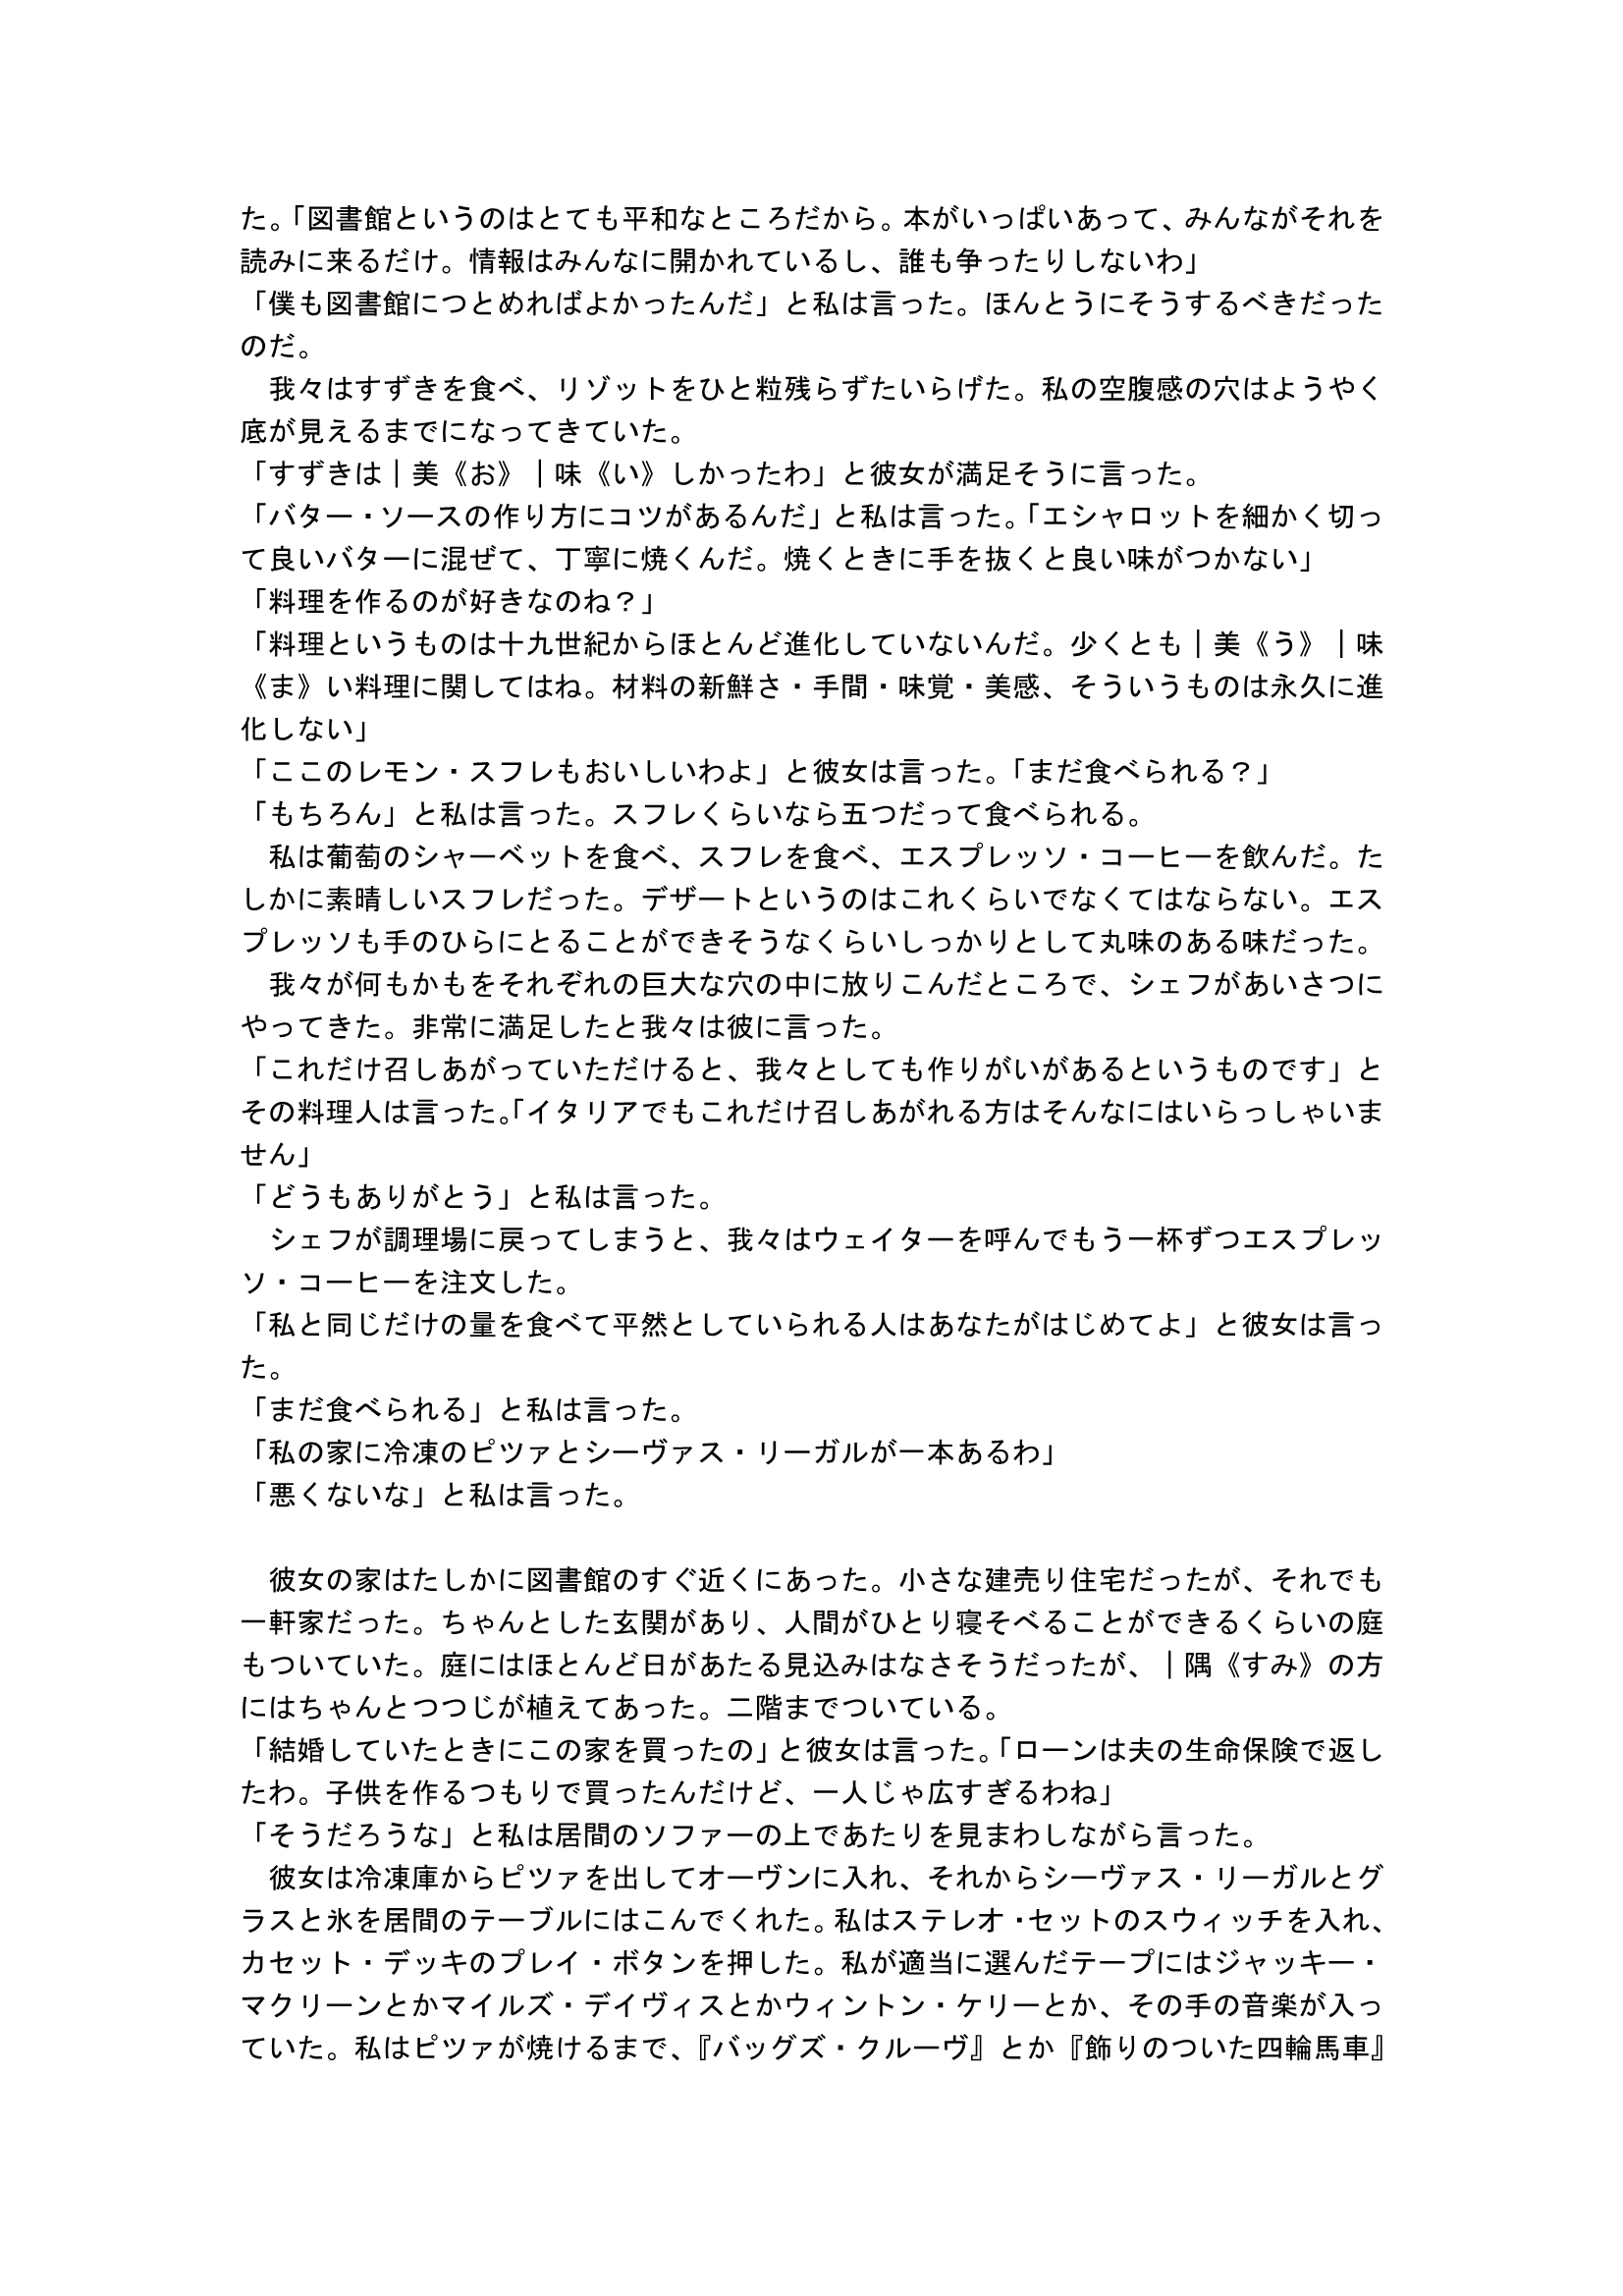 た。「図書館というのはとても平和なところだから。本がいっぱいあって、みんながそれを
読みに来るだけ。情報はみんなに開かれているし、誰も争ったりしないわ」
「僕も図書館につとめればよかったんだ」と私は言った。ほんとうにそうするべきだった
のだ。
　我々はすずきを食べ、リゾットをひと粒残らずたいらげた。私の空腹感の穴はようやく
底が見えるまでになってきていた。
「すずきは｜美《お》｜味《い》しかったわ」と彼女が満足そうに言った。
「バター・ソースの作り方にコツがあるんだ」と私は言った。「エシャロットを細かく切っ
て良いバターに混ぜて、丁寧に焼くんだ。焼くときに手を抜くと良い味がつかない」
「料理を作るのが好きなのね？」
「料理というものは十九世紀からほとんど進化していないんだ。少くとも｜美《う》｜味
《ま》い料理に関してはね。材料の新鮮さ・手間・味覚・美感、そういうものは永久に進
化しない」
「ここのレモン・スフレもおいしいわよ」と彼女は言った。「まだ食べられる？」
「もちろん」と私は言った。スフレくらいなら五つだって食べられる。
　私は葡萄のシャーベットを食べ、スフレを食べ、エスプレッソ・コーヒーを飲んだ。た
しかに素晴しいスフレだった。デザートというのはこれくらいでなくてはならない。エス
プレッソも手のひらにとることができそうなくらいしっかりとして丸味のある味だった。
　我々が何もかもをそれぞれの巨大な穴の中に放りこんだところで、シェフがあいさつに
やってきた。非常に満足したと我々は彼に言った。
「これだけ召しあがっていただけると、我々としても作りがいがあるというものです」と
その料理人は言った。「イタリアでもこれだけ召しあがれる方はそんなにはいらっしゃいま
せん」
「どうもありがとう」と私は言った。
　シェフが調理場に戻ってしまうと、我々はウェイターを呼んでもう一杯ずつエスプレッ
ソ・コーヒーを注文した。
「私と同じだけの量を食べて平然としていられる人はあなたがはじめてよ」と彼女は言っ
た。
「まだ食べられる」と私は言った。
「私の家に冷凍のピツァとシーヴァス・リーガルが一本あるわ」
「悪くないな」と私は言った。

　彼女の家はたしかに図書館のすぐ近くにあった。小さな建売り住宅だったが、それでも
一軒家だった。ちゃんとした玄関があり、人間がひとり寝そべることができるくらいの庭
もついていた。庭にはほとんど日があたる見込みはなさそうだったが、｜隅《すみ》の方
にはちゃんとつつじが植えてあった。二階までついている。
「結婚していたときにこの家を買ったの」と彼女は言った。「ローンは夫の生命保険で返し
たわ。子供を作るつもりで買ったんだけど、一人じゃ広すぎるわね」
「そうだろうな」と私は居間のソファーの上であたりを見まわしながら言った。
　彼女は冷凍庫からピツァを出してオーヴンに入れ、それからシーヴァス・リーガルとグ
ラスと氷を居間のテーブルにはこんでくれた。私はステレオ・セットのスウィッチを入れ、
カセット・デッキのプレイ・ボタンを押した。私が適当に選んだテープにはジャッキー・
マクリーンとかマイルズ・デイヴィスとかウィントン・ケリーとか、その手の音楽が入っ
ていた。私はピツァが焼けるまで、『バッグズ・クルーヴ』とか『飾りのついた四輪馬車』